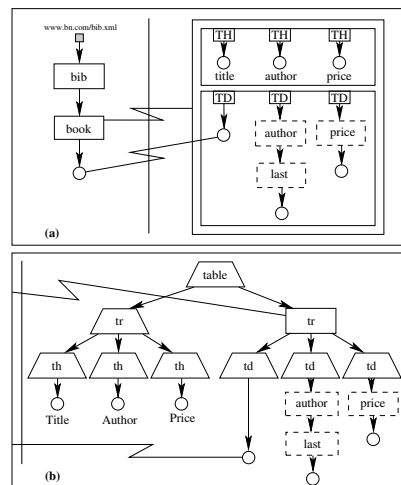 www.bn.com/bib.xml
TH TH TH
bib
title author price
TD TD TD
book
author price
last
(a)
table
tr tr
th th th td td td
author price
Title Author Price
last
(b)